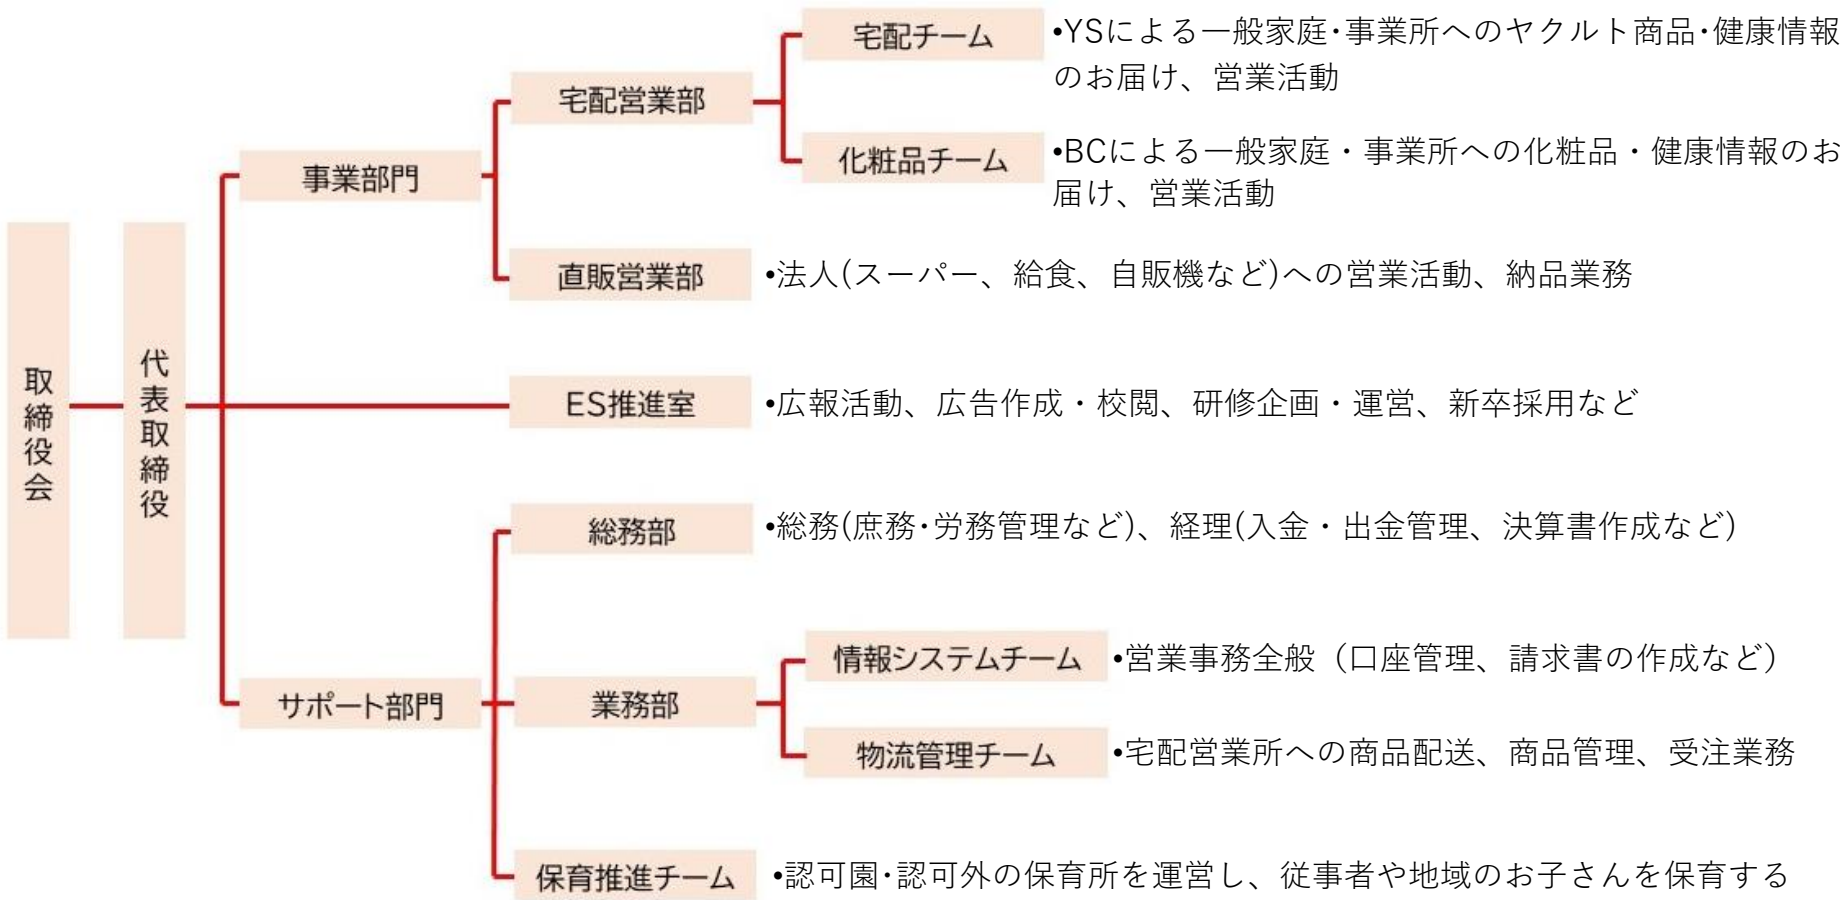 取締役会
代表取締役
事業部門
宅配営業部
宅配チーム
•YSによる一般家庭･事業所へのヤクルト商品･健康情報
のお届け、営業活動
化粧品チーム
•BCによる一般家庭・事業所への化粧品・健康情報のお
届け、営業活動
直販営業部
•法人(スーパー、給食、自販機など)への営業活動、納品業務
ES推進室
•広報活動、広告作成・校閲、研修企画・運営、新卒採用など
サポート部門
総務部
•総務(庶務･労務管理など)、経理(入金・出金管理、決算書作成など)
業務部
情報システムチーム
•営業事務全般（口座管理、請求書の作成など）
物流管理チーム
•宅配営業所への商品配送、商品管理、受注業務
保育推進チーム
•認可園･認可外の保育所を運営し、従事者や地域のお子さんを保育する